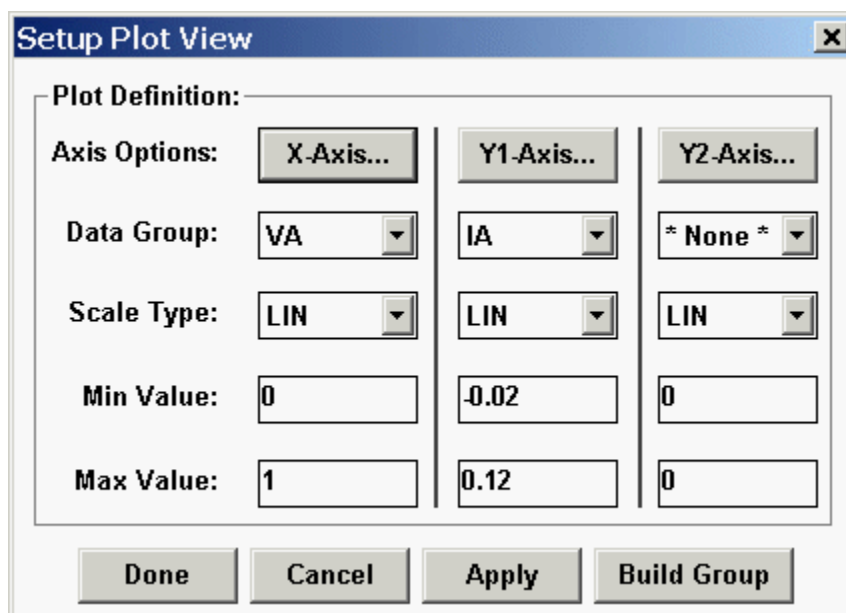 Setup Plot View
Plot Definition:
Axis Options: X-Axis... Y1-Axis... Y2-Axis...
Data Group: VA IA * None *
Scale Type: LIN LIN LIN
Min Value: 0 -0.02 0
Max Value: 1 0.12 0
Done Cancel Apply Build Group